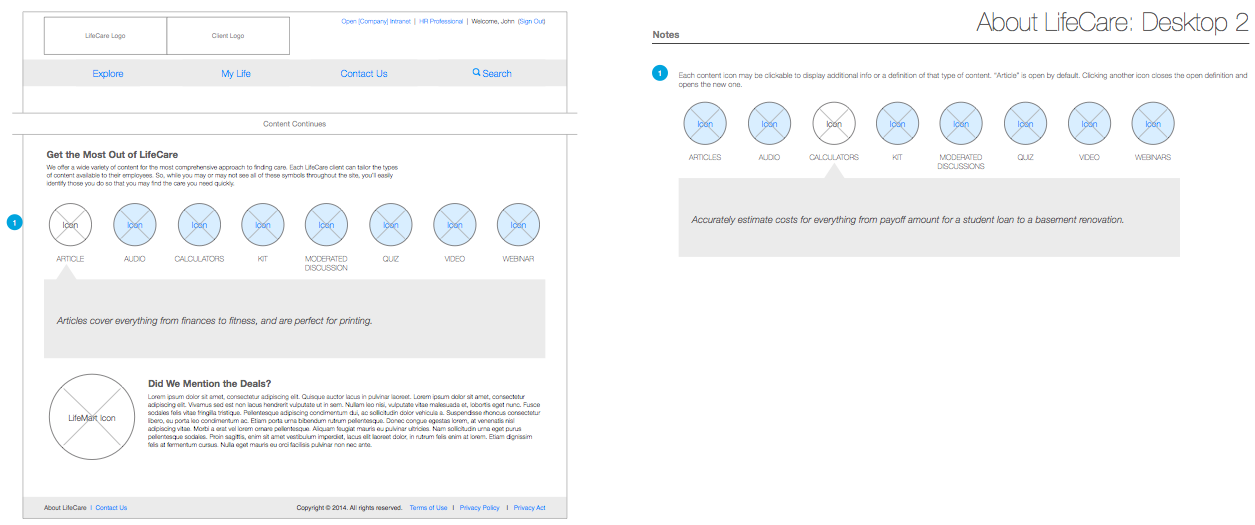 Open [Company] Intranet | HR Professional | Welcome, John (Sign Out)
LifeCare Logo
Client Logo
Explore
My Life
Contact Us
Search
Content Continues
Get the Most Out of LifeCare
We offer a wide variety of content for the most comprehensive approach to finding care. Each LifeCare client can tailor the types
of content available to their employees. So, while you may or may not see all of these symbols throughout the site, you'll easily
identify those you do so that you may find the care you need quickly.
1
Icon Icon Icon Icon Icon Icon Icon Icon
ARTICLE AUDIO CALCULATORS KIT MODERATED DISCUSSION QUIZ VIDEO WEBINAR
Articles cover everything from finances to fitness, and are perfect for printing.
LifeMart Icon
Did We Mention the Deals?
Lorem ipsum dolor sit amet, consectetur adipiscing elit. Quisque auctor lacus in pulvinar laoreet. Lorem ipsum dolor sit amet, consectetur
adipiscing elit. Vivamus sed est non lacus hendrerit vulputate ut in sem. Nullam leo nisi, vulputate vitae malesuada et, lobortis eget nunc. Fusce
sodales felis vitae fringilla tristique. Pellentesque adipiscing condimentum dui, ac sollicitudin dolor vehicula a. Suspendisse rhoncus consectetur
libero, eu porta leo condimentum ac. Etiam porta urna bibendum rutrum pellentesque. Donec congue egestas lorem, at venenatis nisl
adipiscing vitae. Morbi a erat vel lorem ornare pellentesque. Aliquam feugiat mauris eu pulvinar ultricies. Nam sollicitudin urna eget purus
pellentesque sodales. Proin sagittis, enim sit amet vestibulum imperdiet, lacus elit laoreet dolor, in rutrum felis enim at lorem. Etiam dignissim
felis at fermentum cursus. Nulla eget mauris eu orci facilisis pulvinar non nec ante.
About LifeCare | Contact Us
Copyright © 2014. All rights reserved. Terms of Use | Privacy Policy | Privacy Act
About LifeCare: Desktop 2
Notes
1
Each content icon may be clickable to display additional info or a definition of that type of content. "Article" is open by default. Clicking another icon closes the open definition and
opens the new one.
Icon Icon Icon Icon Icon Icon Icon Icon
ARTICLES AUDIO CALCULATORS KIT MODERATED DISCUSSIONS QUIZ VIDEO WEBINARS
Accurately estimate costs for everything from payoff amount for a student loan to a basement renovation.